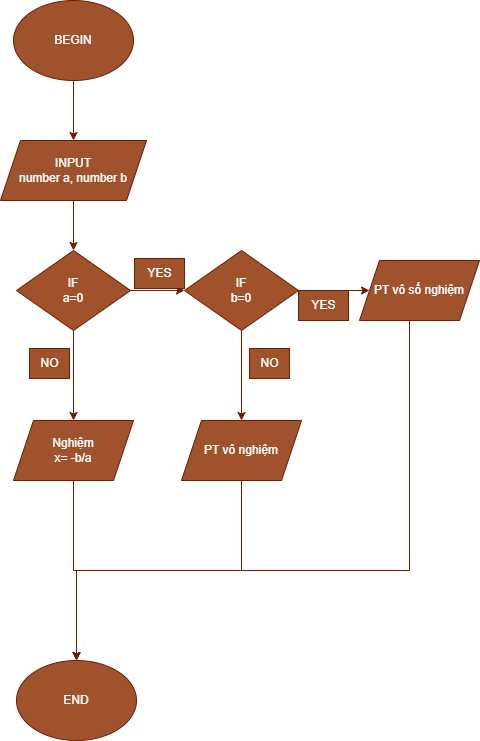 BEGIN
INPUT
number a, number b
IF
a=0
YES
IF
b=0
YES
PT vô số nghiệm
NO
NO
Nghiệm
x= -b/a
PT vô nghiệm
END